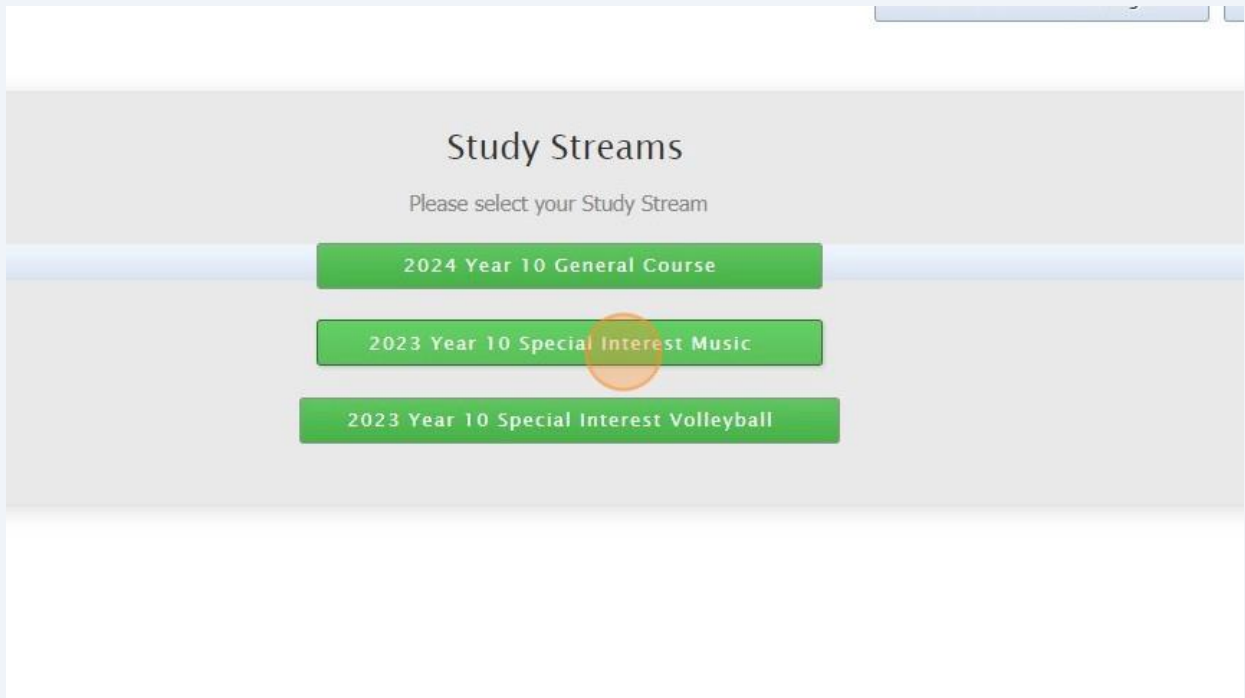 Study Streams
Please select your Study Stream
2024 Year 10 General Course
2023 Year 10 Special Interest Music
2023 Year 10 Special Interest Volleyball